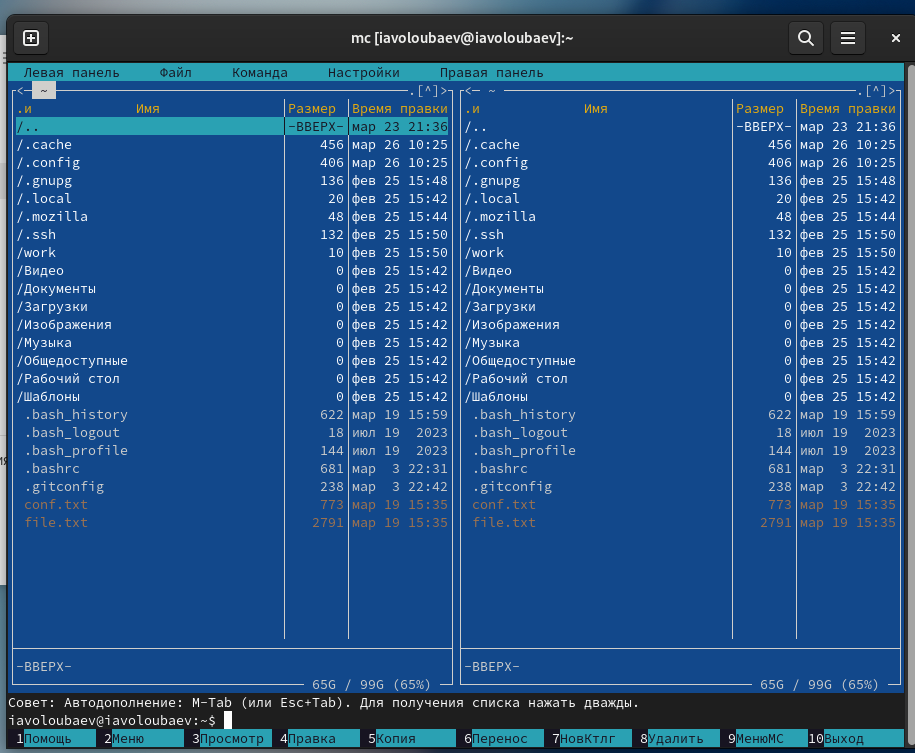 mc [iavoloubaev@iavoloubaev]:~
Левая панель Файл Команда Настройки Правая панель
<─ ~ .[^]> <─ ~ .[^]>
.и Имя Размер Время правки .и Имя Размер Время правки
/.. -ВВЕРХ- мар 23 21:36 /.. -ВВЕРХ- мар 23 21:36
/.cache 456 мар 26 10:25 /.cache 456 мар 26 10:25
/.config 406 мар 26 10:25 /.config 406 мар 26 10:25
/.gnupg 136 фев 25 15:48 /.gnupg 136 фев 25 15:48
/.local 20 фев 25 15:42 /.local 20 фев 25 15:42
/.mozilla 48 фев 25 15:44 /.mozilla 48 фев 25 15:44
/.ssh 132 фев 25 15:50 /.ssh 132 фев 25 15:50
/work 10 фев 25 15:50 /work 10 фев 25 15:50
/Видео 0 фев 25 15:42 /Видео 0 фев 25 15:42
/Документы 0 фев 25 15:42 /Документы 0 фев 25 15:42
/Загрузки 0 фев 25 15:42 /Загрузки 0 фев 25 15:42
/Изображения 0 фев 25 15:42 /Изображения 0 фев 25 15:42
/Музыка 0 фев 25 15:42 /Музыка 0 фев 25 15:42
/Общедоступные 0 фев 25 15:42 /Общедоступные 0 фев 25 15:42
/Рабочий стол 0 фев 25 15:42 /Рабочий стол 0 фев 25 15:42
/Шаблоны 0 фев 25 15:42 /Шаблоны 0 фев 25 15:42
.bash_history 622 мар 19 15:59 .bash_history 622 мар 19 15:59
.bash_logout 18 июл 19 2023 .bash_logout 18 июл 19 2023
.bash_profile 144 июл 19 2023 .bash_profile 144 июл 19 2023
.bashrc 681 мар 3 22:31 .bashrc 681 мар 3 22:31
.gitconfig 238 мар 3 22:42 .gitconfig 238 мар 3 22:42
conf.txt 773 мар 19 15:35 conf.txt 773 мар 19 15:35
file.txt 2791 мар 19 15:35 file.txt 2791 мар 19 15:35
-ВВЕРХ- -ВВЕРХ-
65G / 99G (65%) 65G / 99G (65%)
Совет: Автодополнение: M-Tab (или Esc+Tab). Для получения списка нажать дважды.
iavoloubaev@iavoloubaev:~$
1Помощь 2Меню 3Просмотр 4Правка 5Копия 6Перенос 7НовКтлг 8Удалить 9МенюMC 10Выход